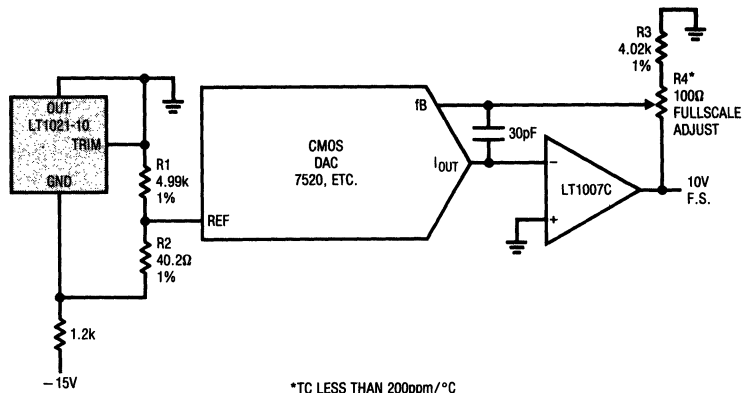 OUT
LT1021-10
TRIM
GND
R1
4.99k
1%
R2
40.2Ω
1%
1.2k
−15V
REF
CMOS
DAC
7520, ETC.
fB
IOUT
30pF
−
+
LT1007C
R3
4.02k
1%
R4*
100Ω
FULLSCALE
ADJUST
10V
F.S.
*TC LESS THAN 200ppm/°C